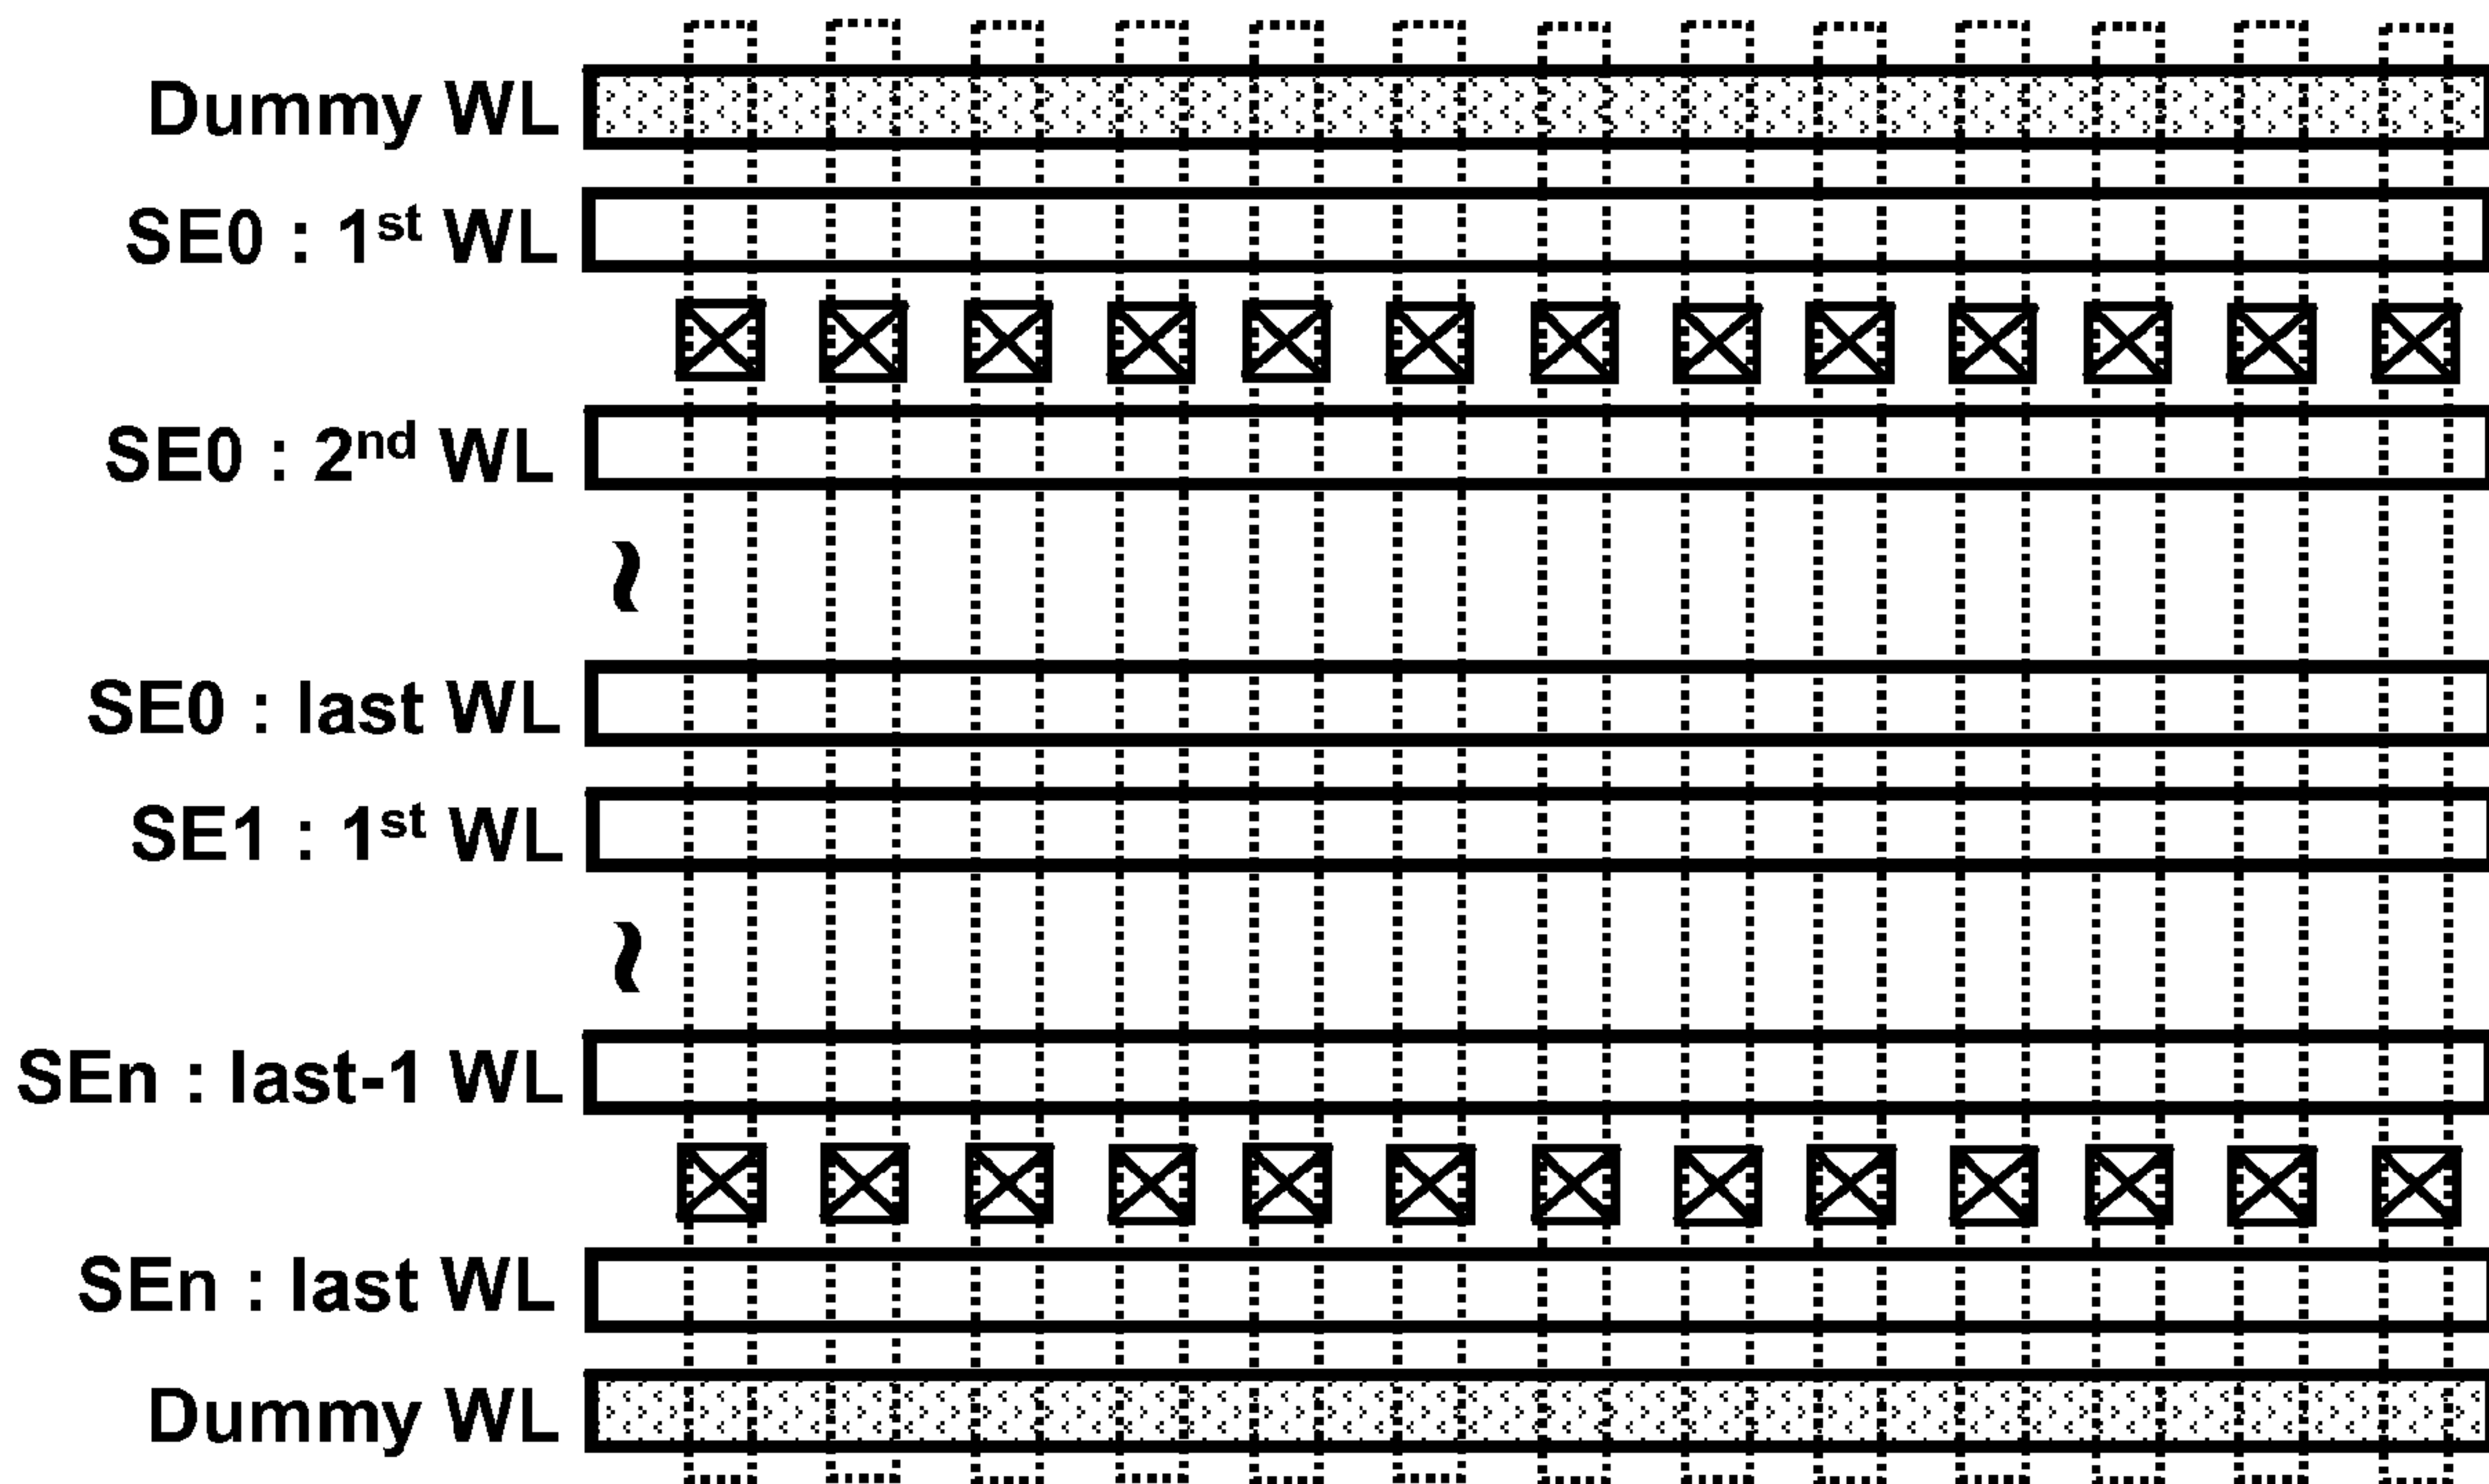 Dummy WL
SE0 : 1st WL
SE0 : 2nd WL
~
SE0 : last WL
SE1 : 1st WL
~
SEn : last-1 WL
SEn : last WL
Dummy WL